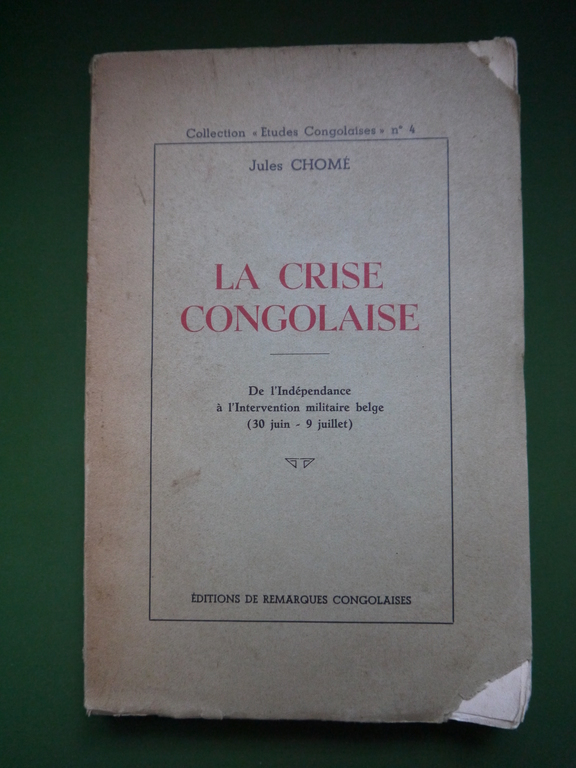 Collection « Études Congolaises » n° 4
Jules CHOMÉ
LA CRISE
CONGOLAISE
De l'Indépendance
à l'Intervention militaire belge
(30 juin - 9 juillet)
ÉDITIONS DE REMARQUES CONGOLAISES